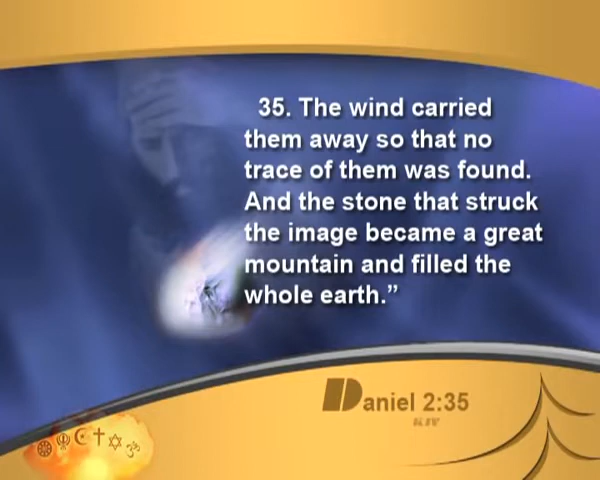 35. The wind carried
them away so that no
trace of them was found.
And the stone that struck
the image became a great
mountain and filled the
whole earth.”
Daniel 2:35